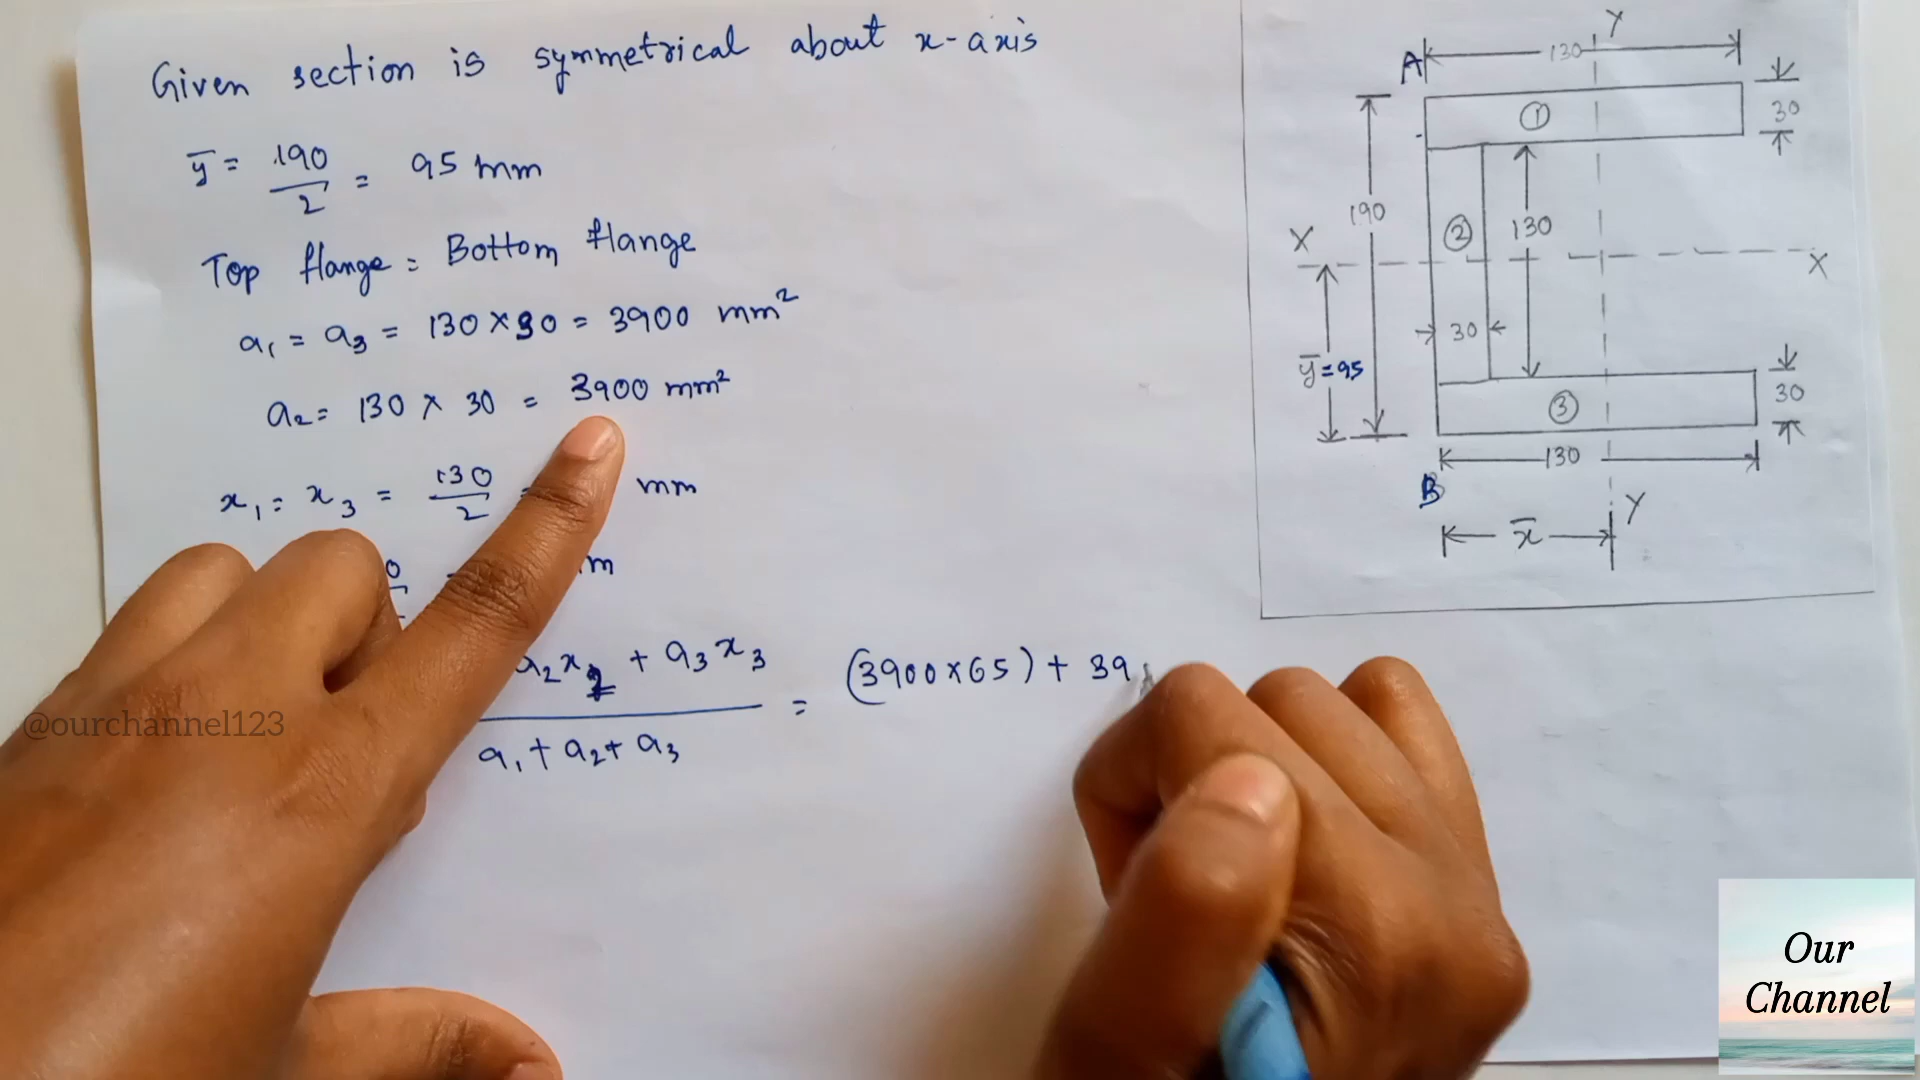 Given section is symmetrical about x-axis
ȳ = 190/2 = 95 mm
Top flange = Bottom flange
a₁ = a₃ = 130 × 30 = 3900 mm²
a₂ = 130 × 30 = 3900 mm²
x₁ = x₃ = 130/2 = mm
0 m
a₂x₂ + a₃x₃ = (3900×65) + 39
a₁ + a₂ + a₃
@ourchannel123
Y
130
A
30
①
190
②
130
X
X
30
ȳ=95
③
30
130
B
Y
x̄
Our
Channel